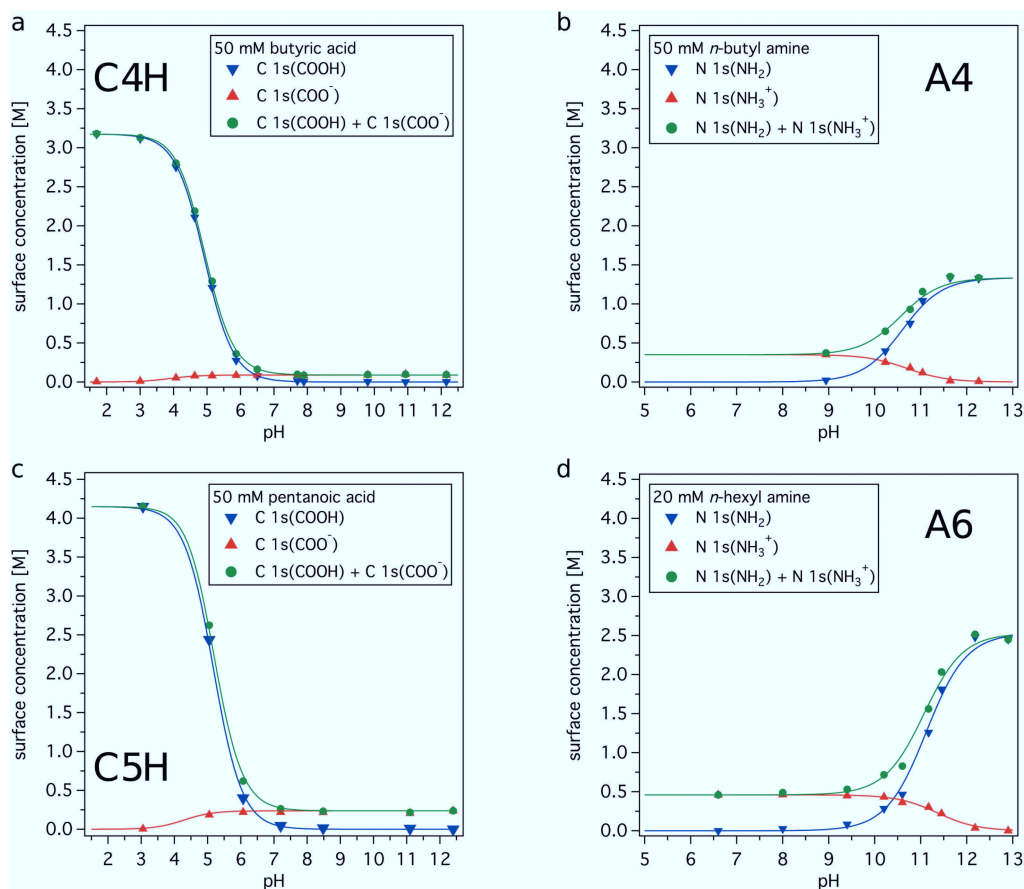 a
C4H
50 mM butyric acid
C 1s(COOH)
C 1s(COO⁻)
C 1s(COOH) + C 1s(COO⁻)
surface concentration [M]
4.5
4.0
3.5
3.0
2.5
2.0
1.5
1.0
0.5
0.0
2 3 4 5 6 7 8 9 10 11 12
pH
b
A4
50 mM n-butyl amine
N 1s(NH₂)
N 1s(NH₃⁺)
N 1s(NH₂) + N 1s(NH₃⁺)
surface concentration [M]
4.5
4.0
3.5
3.0
2.5
2.0
1.5
1.0
0.5
0.0
5 6 7 8 9 10 11 12 13
pH
c
C5H
50 mM pentanoic acid
C 1s(COOH)
C 1s(COO⁻)
C 1s(COOH) + C 1s(COO⁻)
surface concentration [M]
4.5
4.0
3.5
3.0
2.5
2.0
1.5
1.0
0.5
0.0
2 3 4 5 6 7 8 9 10 11 12
pH
d
A6
20 mM n-hexyl amine
N 1s(NH₂)
N 1s(NH₃⁺)
N 1s(NH₂) + N 1s(NH₃⁺)
surface concentration [M]
4.5
4.0
3.5
3.0
2.5
2.0
1.5
1.0
0.5
0.0
5 6 7 8 9 10 11 12 13
pH